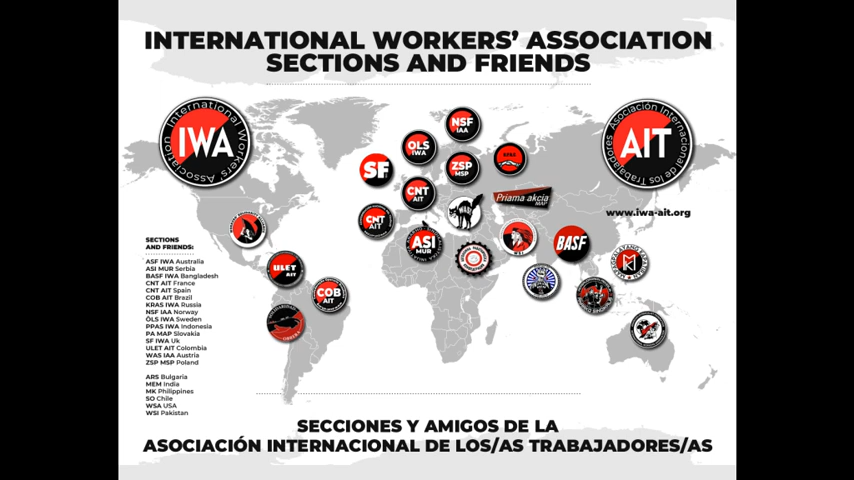 INTERNATIONAL WORKERS' ASSOCIATION
SECTIONS AND FRIENDS
International Workers Association
IWA
Asociación Internacional de los Trabajadores
AIT
www.iwa-ait.org
NSF
IAA
OLS
IWA
SF
ZSP
MSP
KRAS
CNT
AIT
Priama akcia
MAP
CNT
AIT
WAS
ASI
MUR
WSI
BASF
ULET
AIT
COB
AIT
SECTIONS
AND FRIENDS:
ASF IWA Australia
ASI MUR Serbia
BASF IWA Bangladesh
CNT AIT France
CNT AIT Spain
COB AIT Brazil
KRAS IWA Russia
NSF IAA Norway
ÖLS IWA Sweden
PPAS IWA Indonesia
PA MAP Slovakia
SF IWA Uk
ULET AIT Colombia
WAS IAA Austria
ZSP MSP Poland
ARS Bulgaria
MEM India
MK Philippines
SO Chile
WSA USA
WSI Pakistan
SECCIONES Y AMIGOS DE LA
ASOCIACIÓN INTERNACIONAL DE LOS/AS TRABAJADORES/AS